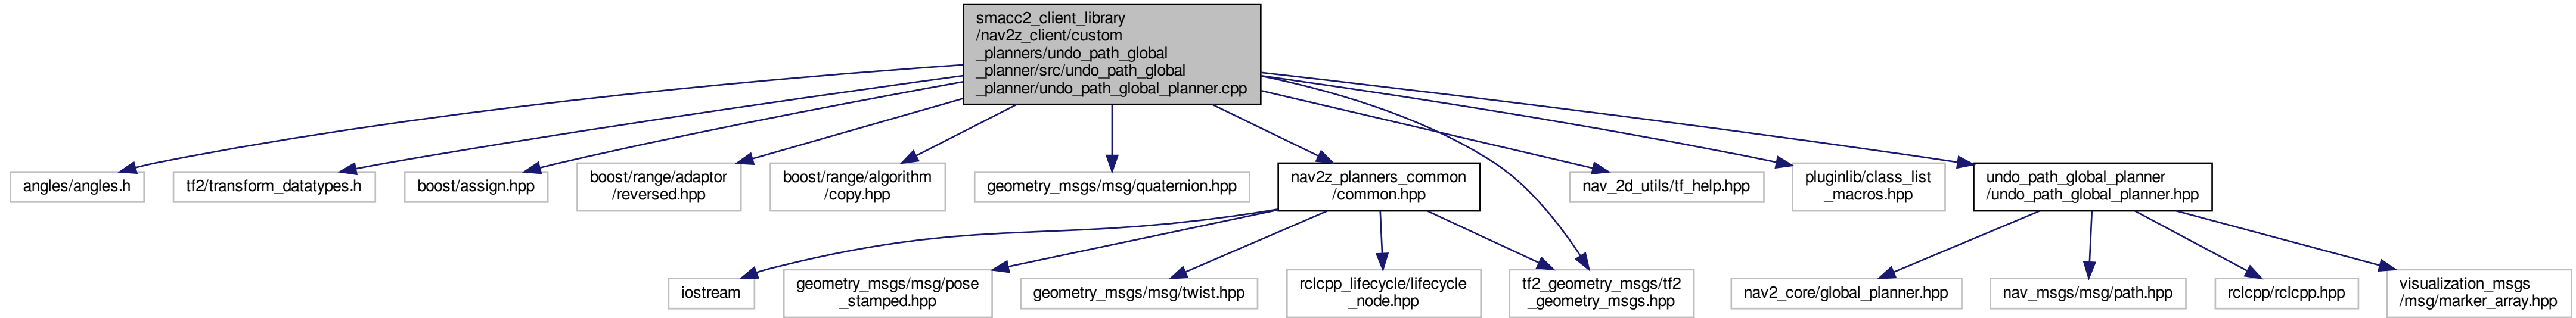 smacc2_client_library
/nav2z_client/custom
_planners/undo_path_global
_planner/src/undo_path_global
_planner/undo_path_global_planner.cpp
angles/angles.h
tf2/transform_datatypes.h
boost/assign.hpp
boost/range/adaptor
/reversed.hpp
boost/range/algorithm
/copy.hpp
geometry_msgs/msg/quaternion.hpp
nav2z_planners_common
/common.hpp
nav_2d_utils/tf_help.hpp
pluginlib/class_list
_macros.hpp
undo_path_global_planner
/undo_path_global_planner.hpp
iostream
geometry_msgs/msg/pose
_stamped.hpp
geometry_msgs/msg/twist.hpp
rclcpp_lifecycle/lifecycle
_node.hpp
tf2_geometry_msgs/tf2
_geometry_msgs.hpp
nav2_core/global_planner.hpp
nav_msgs/msg/path.hpp
rclcpp/rclcpp.hpp
visualization_msgs
/msg/marker_array.hpp